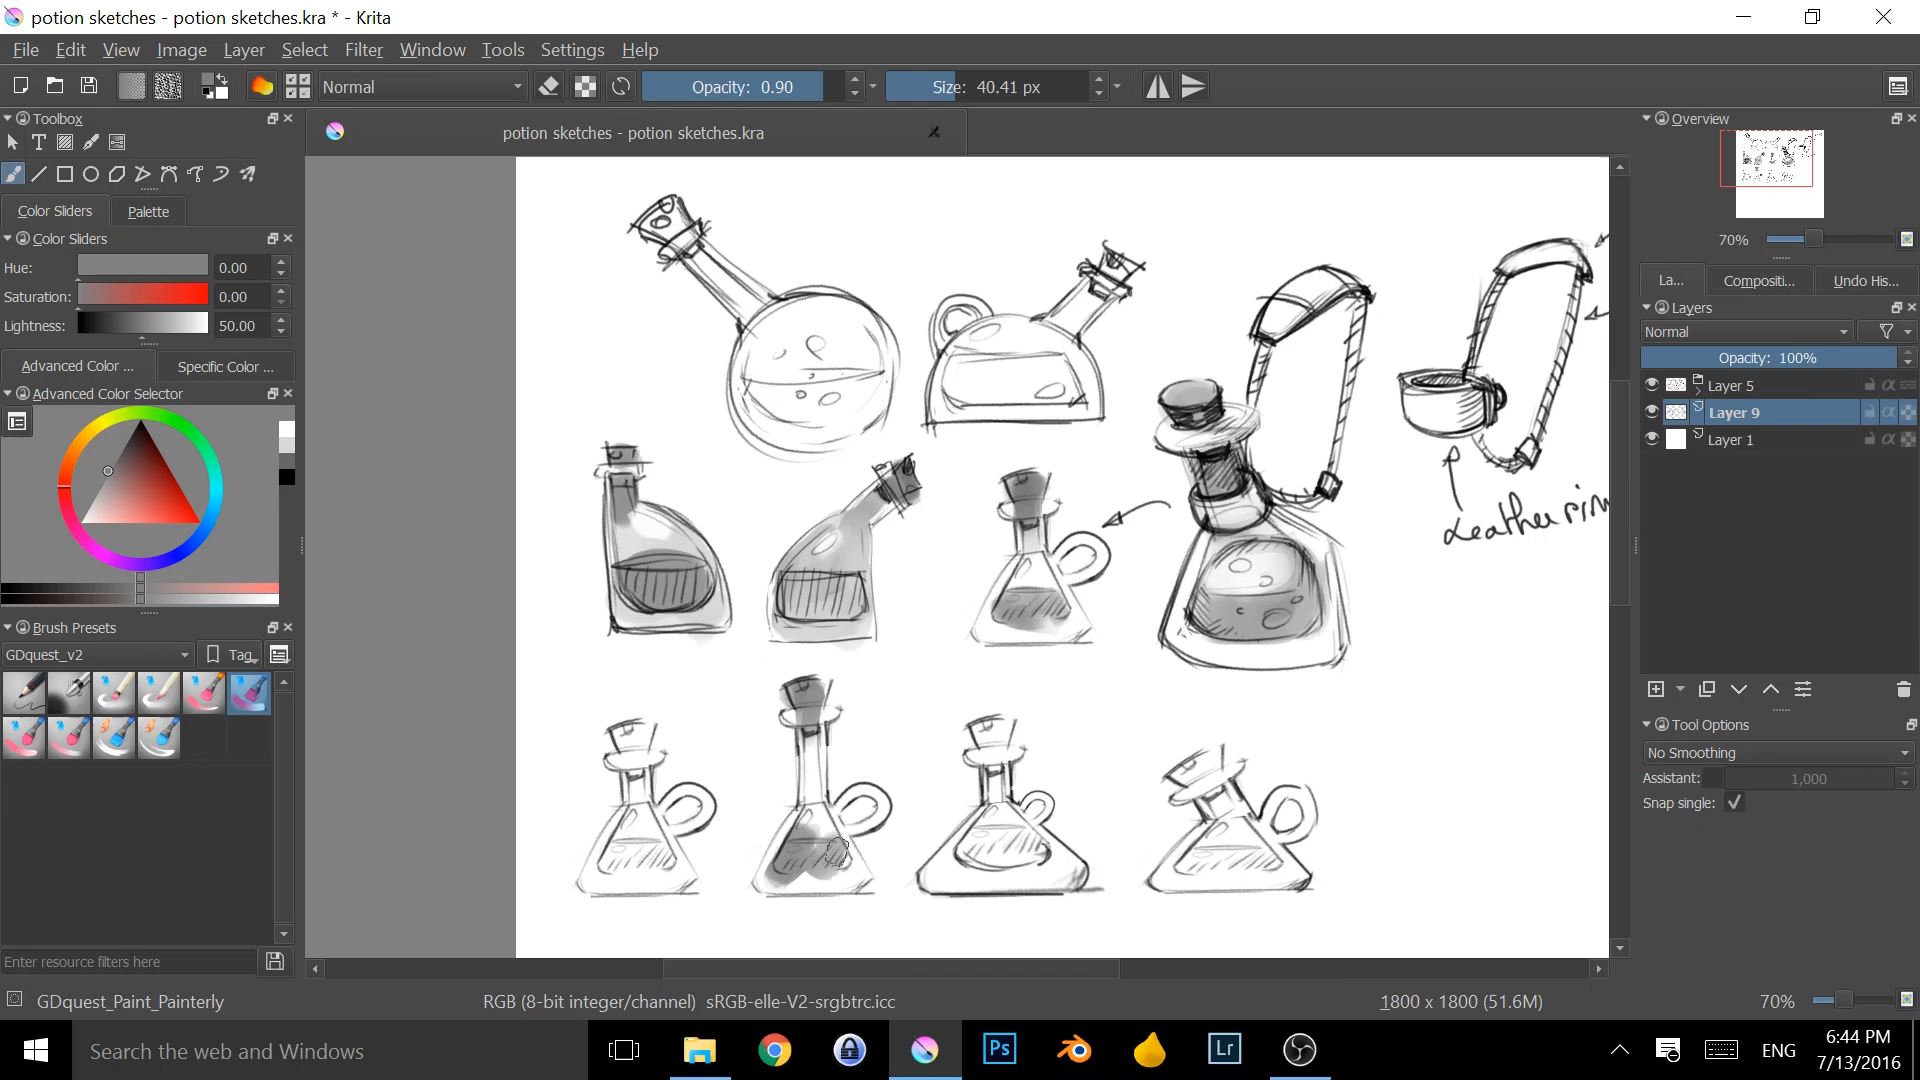 potion sketches - potion sketches.kra * - Krita
File Edit View Image Layer Select Filter Window Tools Settings Help
Normal
Opacity: 0.90
Size: 40.41 px
Toolbox
potion sketches - potion sketches.kra
Overview
70%
Color Sliders Palette
Color Sliders
Hue: 0.00
Saturation: 0.00
Lightness: 50.00
Advanced Color ... Specific Color ...
Advanced Color Selector
La... Compositi... Undo His...
Layers
Normal
Opacity: 100%
Layer 5
Layer 9
Layer 1
Leather rin
Brush Presets
GDquest_v2
Tag
Tool Options
No Smoothing
Assistant: 1,000
Snap single:
Enter resource filters here
GDquest_Paint_Painterly
RGB (8-bit integer/channel) sRGB-elle-V2-srgbtrc.icc
1800 x 1800 (51.6M)
70%
Search the web and Windows
Ps
Lr
ENG
6:44 PM
7/13/2016